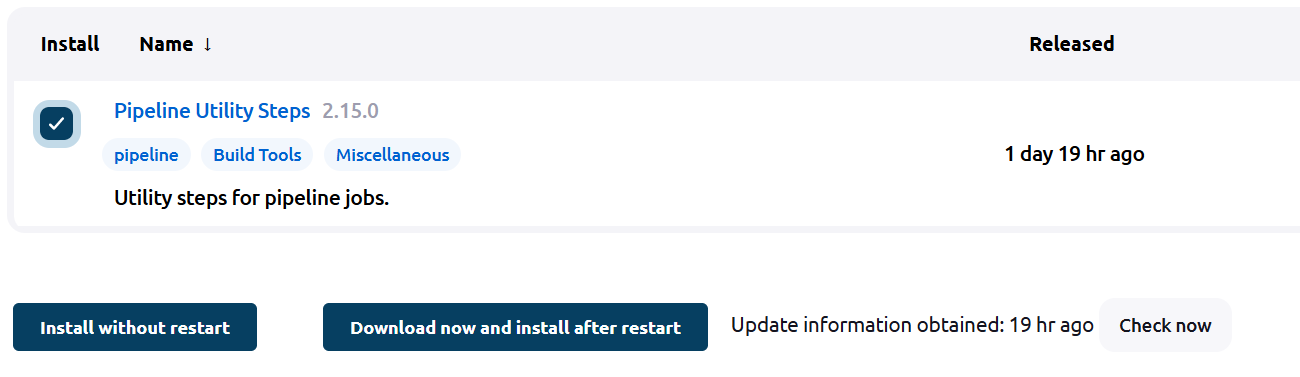 Install Name ↓ Released
Pipeline Utility Steps 2.15.0
pipeline Build Tools Miscellaneous
1 day 19 hr ago
Utility steps for pipeline jobs.
Install without restart Download now and install after restart Update information obtained: 19 hr ago Check now